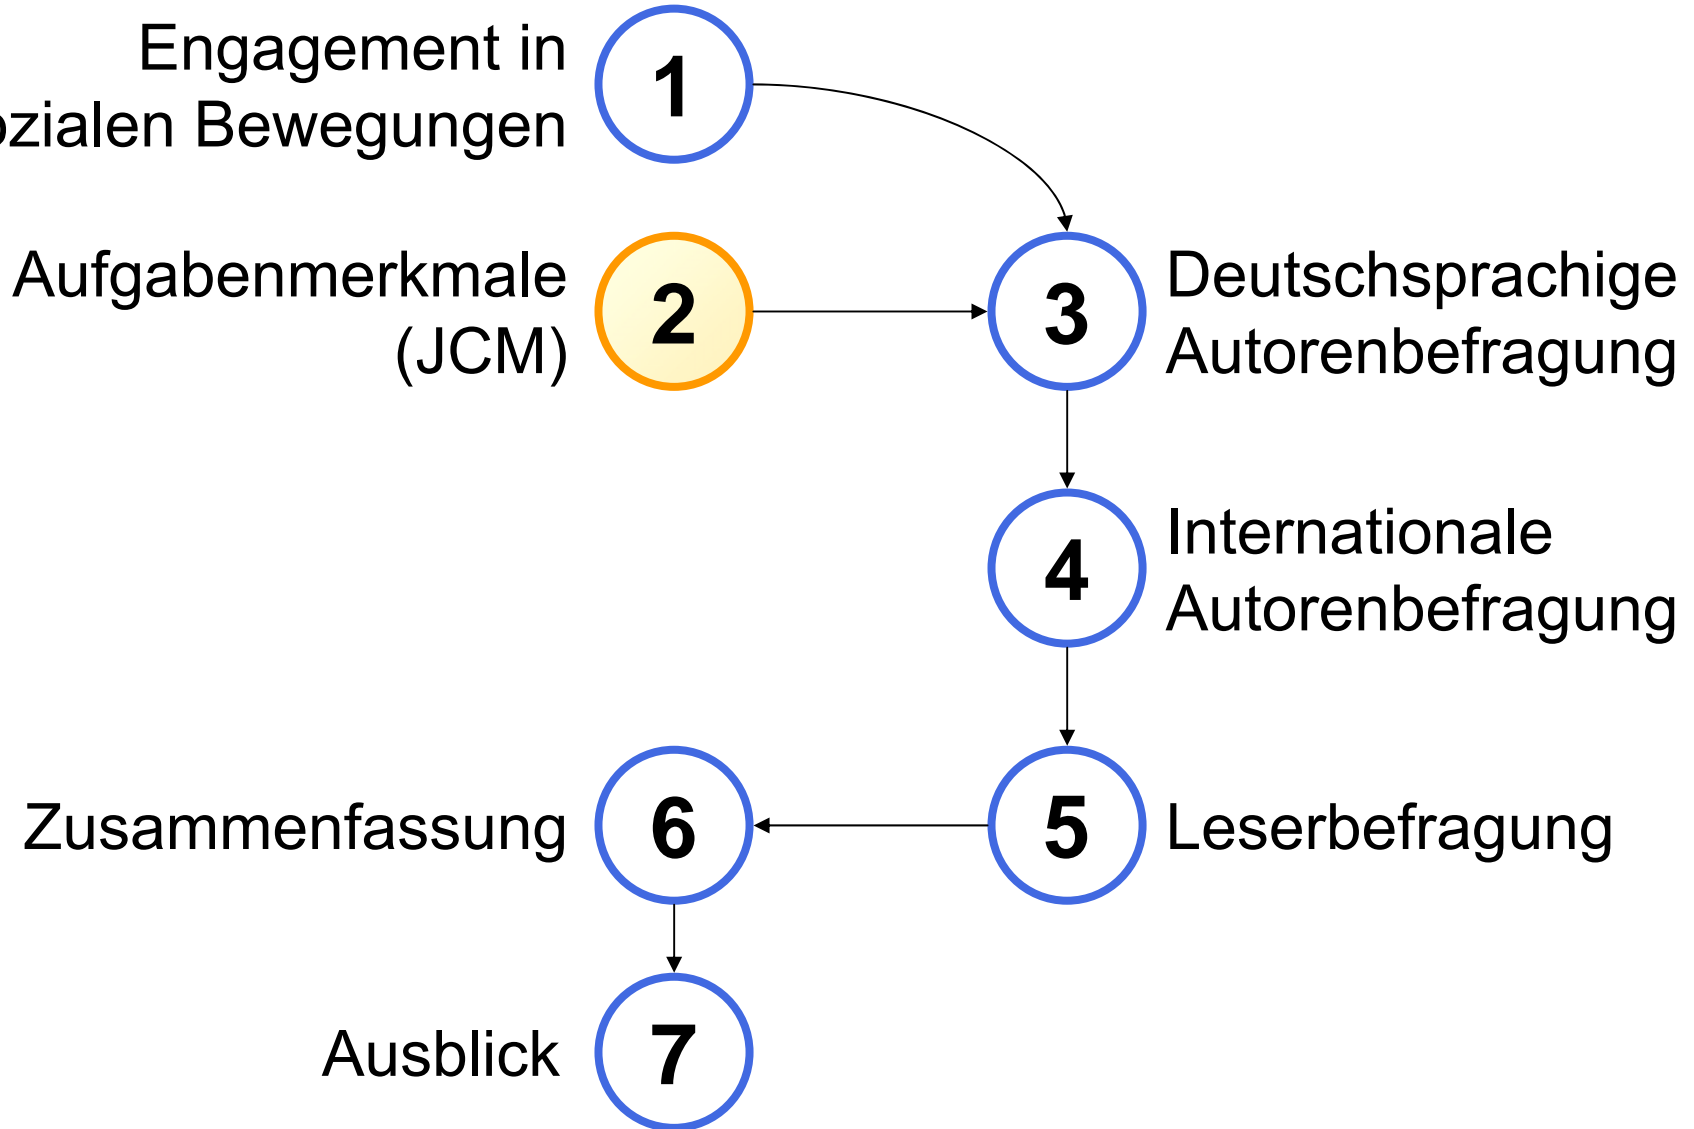 Engagement in
ozialen Bewegungen
1
Aufgabenmerkmale
(JCM)
2
3
Deutschsprachige
Autorenbefragung
4
Internationale
Autorenbefragung
Zusammenfassung
6
5
Leserbefragung
Ausblick
7